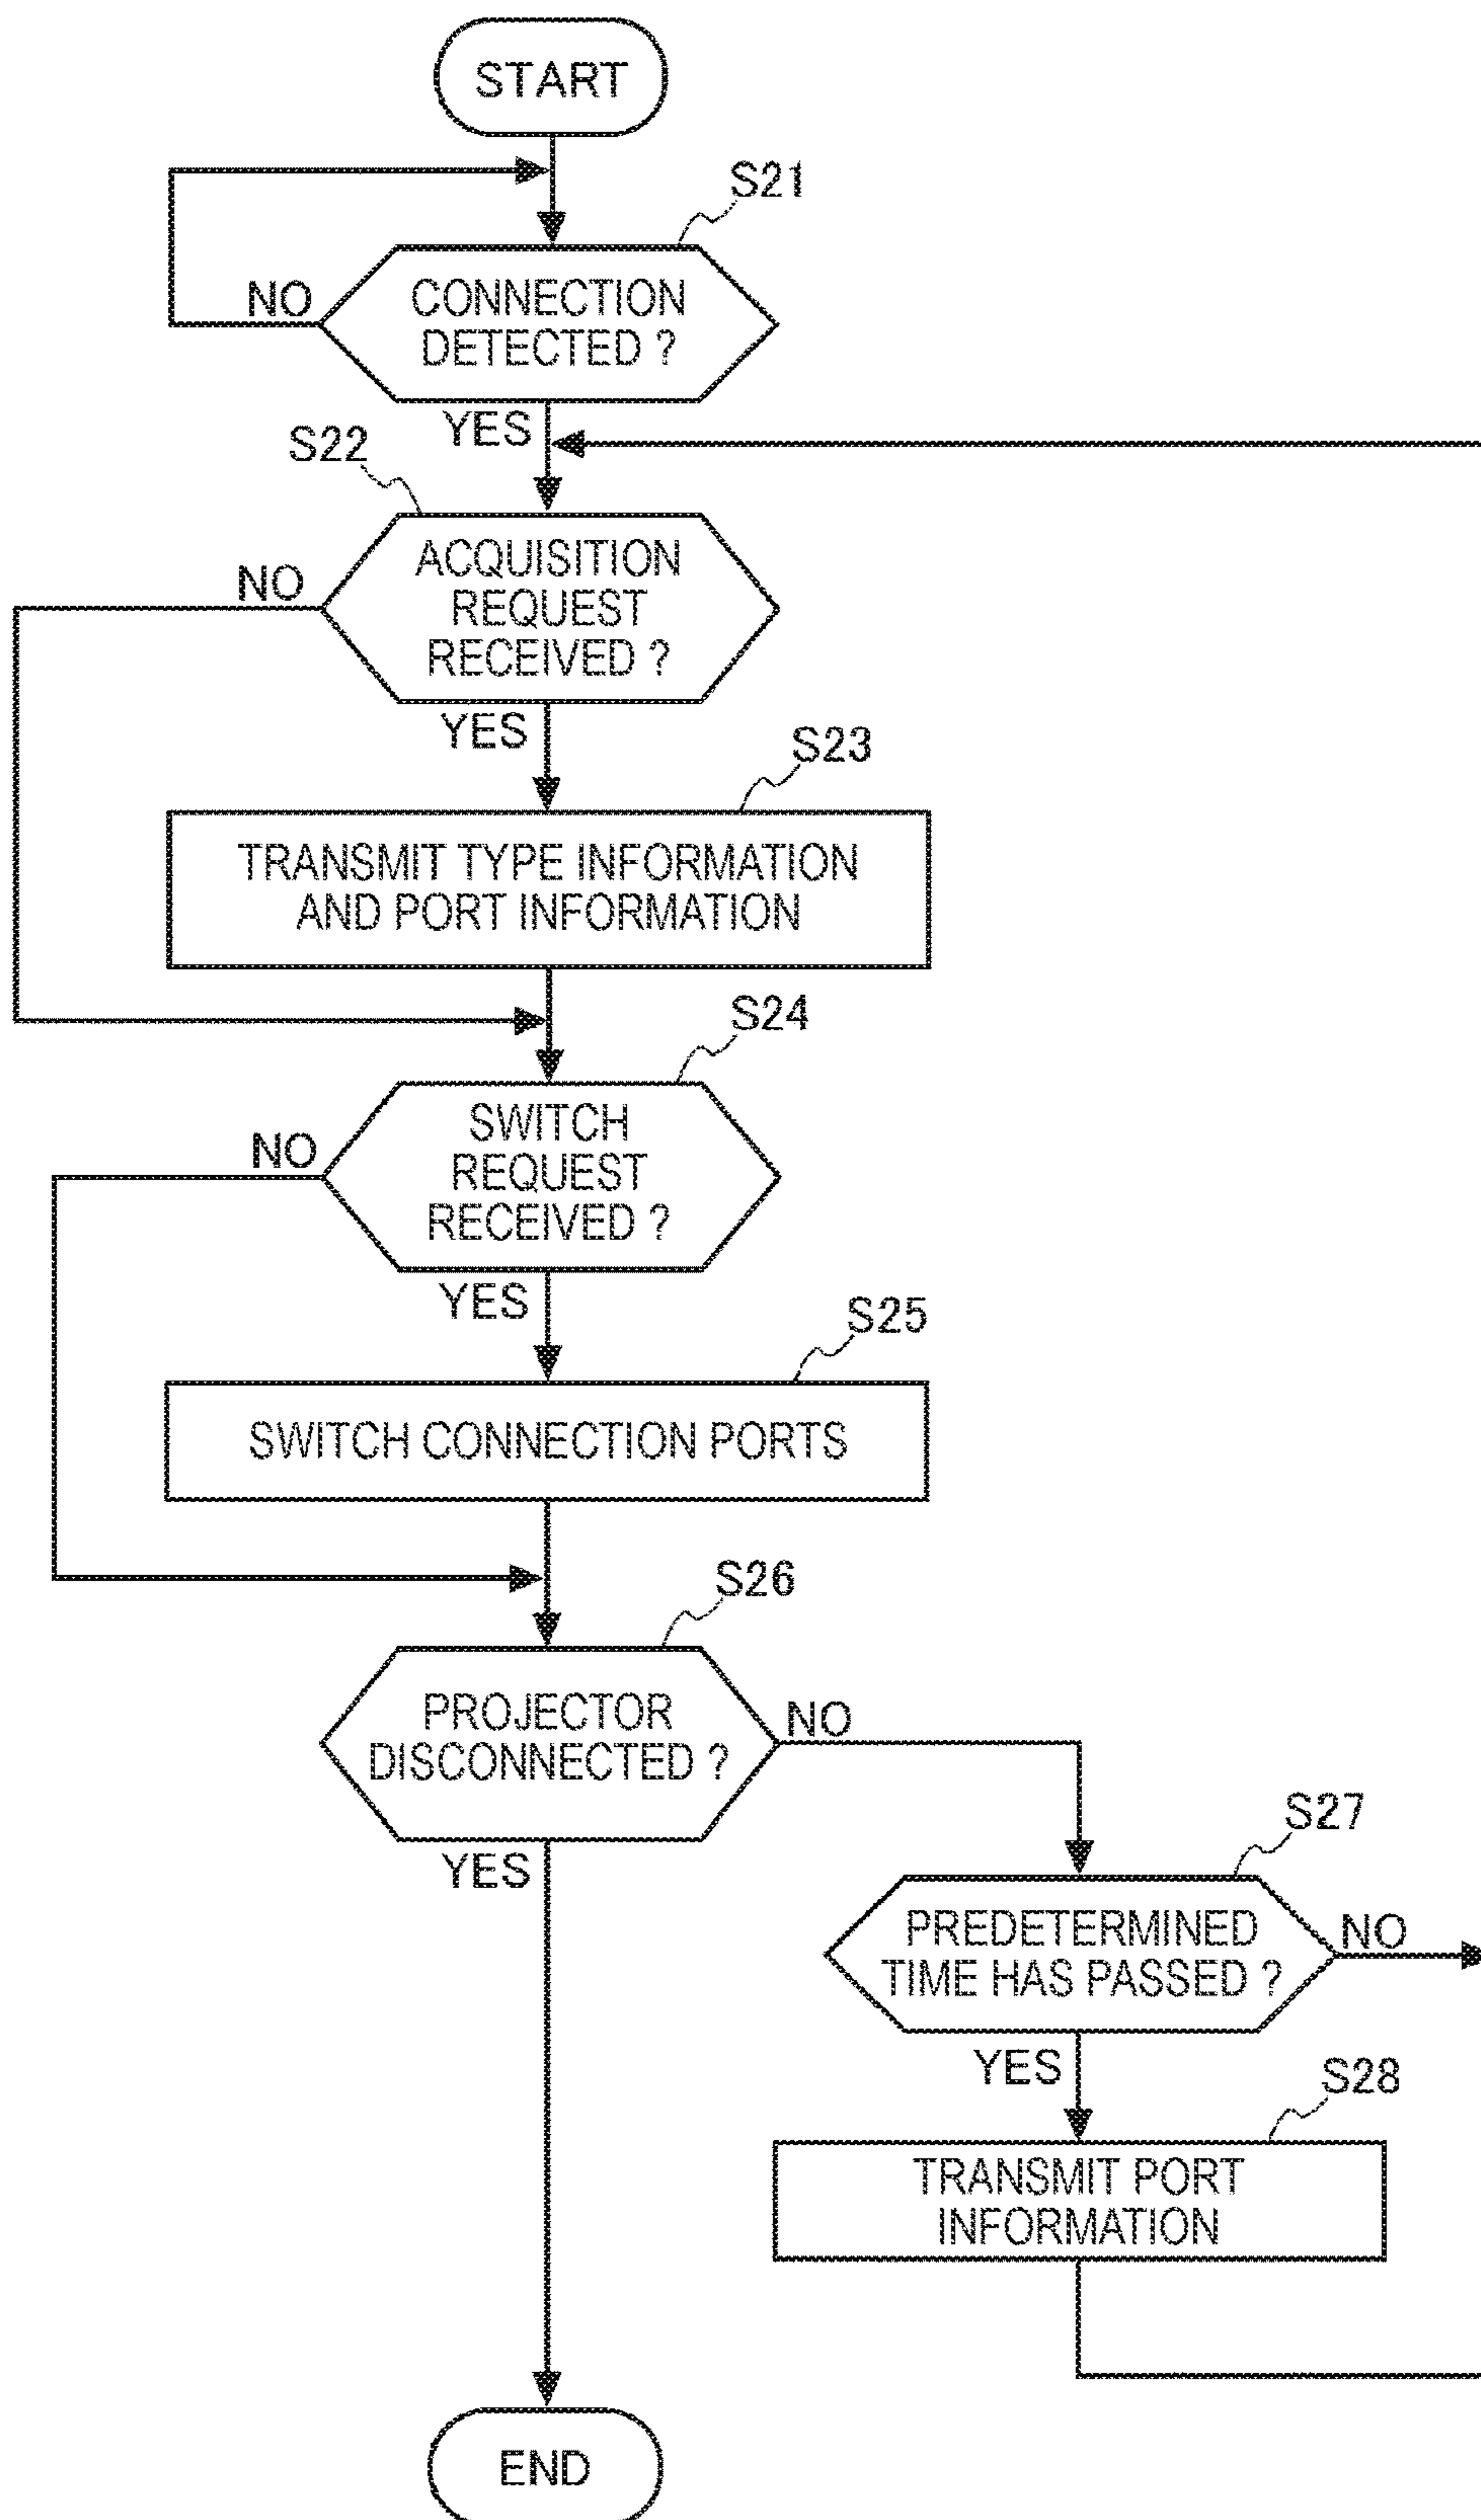 START
S21
CONNECTION
DETECTED ?
NO
YES
S22
ACQUISITION
REQUEST
RECEIVED ?
NO
YES
S23
TRANSMIT TYPE INFORMATION
AND PORT INFORMATION
S24
SWITCH
REQUEST
RECEIVED ?
NO
YES
S25
SWITCH CONNECTION PORTS
S26
PROJECTOR
DISCONNECTED ?
NO
YES
S27
PREDETERMINED
TIME HAS PASSED ?
NO
YES
S28
TRANSMIT PORT
INFORMATION
END